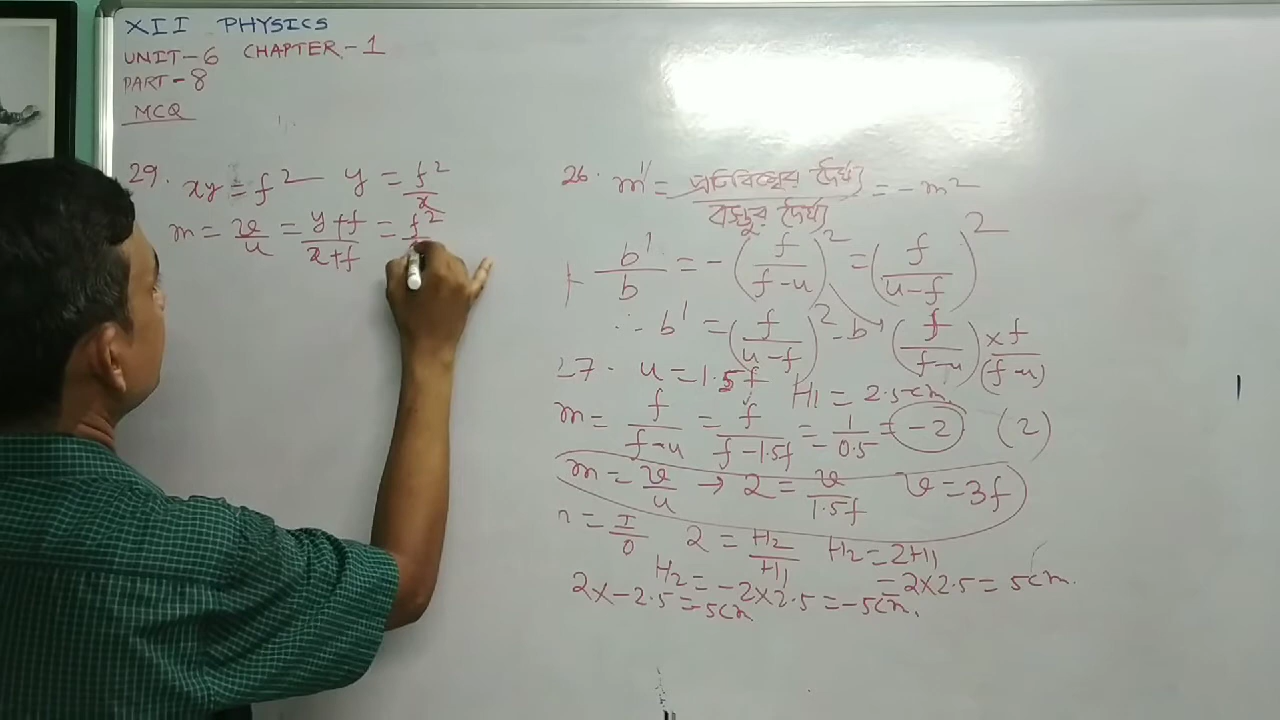 XII PHYSICS
UNIT-6 CHAPTER-1
PART-8
MCQ
29. xy = f² y = f²/x
m = v/u = y+f/x+f = f²
26. m' = প্রতিবিম্বের দৈর্ঘ্য/বস্তুর দৈর্ঘ্য = -m²
b'/b = -(f/f-u)² = (f/u-f)²
∴ b' = (f/u-f)² - b (f/f-u) × f/(f-u)
27. u = 1.5f H1 = 2.5cm.
m = f/f-u = f/f-1.5f = 1/-0.5 = -2 (2)
m = v/u → 2 = v/1.5f v = 3f
= I/O 2 = H2/H1 H2 = 2H1
H2 = -2×2.5 = -5cm. = 2×2.5 = 5cm.
2×-2.5 = -5cm